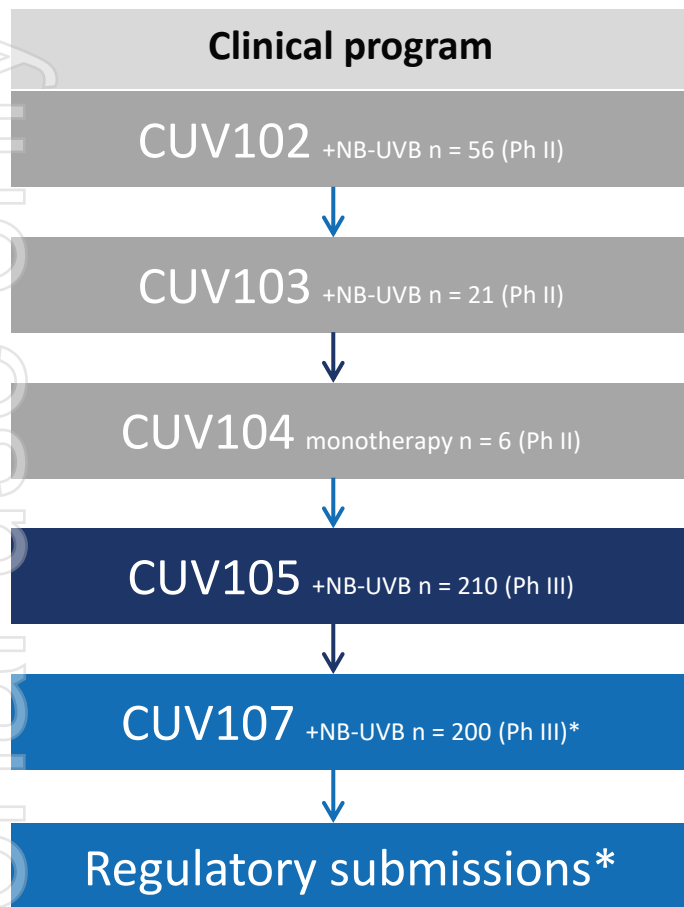 Clinical program
CUV102 +NB-UVB n = 56 (Ph II)
CUV103 +NB-UVB n = 21 (Ph II)
CUV104 monotherapy n = 6 (Ph II)
CUV105 +NB-UVB n = 210 (Ph III)
CUV107 +NB-UVB n = 200 (Ph III)*
Regulatory submissions*